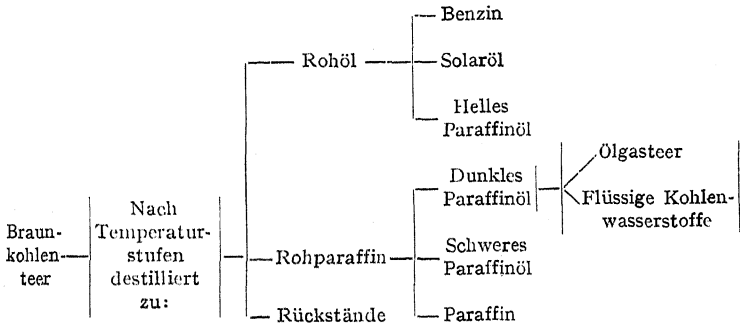 Braun-
kohlen-
teer
Nach
Temperatur-
stufen
destilliert
zu:
Rohöl
Benzin
Solaröl
Helles
Paraffinöl
Rohparaffin
Dunkles
Paraffinöl
Ölgasteer
Flüssige Kohlen-
wasserstoffe
Schweres
Paraffinöl
Paraffin
Rückstände